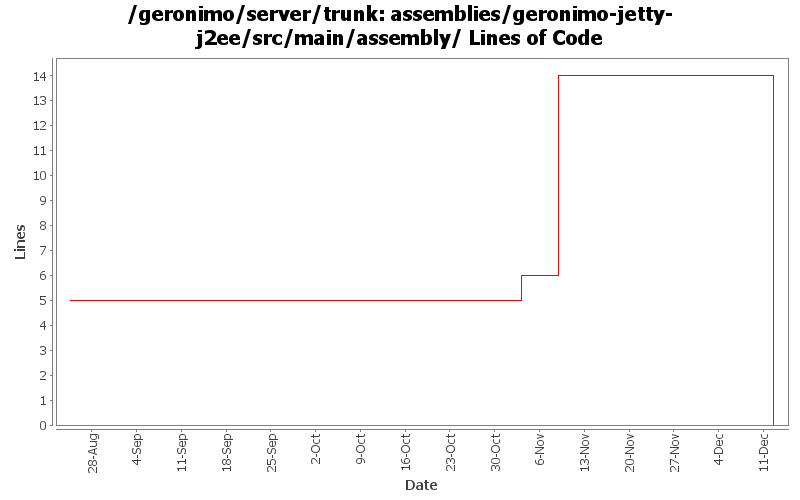 /geronimo/server/trunk: assemblies/geronimo-jetty-
j2ee/src/main/assembly/ Lines of Code
14
13
12
11
10
9
8
7
6
5
4
3
2
1
0
Lines
28-Aug
4-Sep
11-Sep
18-Sep
25-Sep
2-Oct
9-Oct
16-Oct
23-Oct
30-Oct
6-Nov
13-Nov
20-Nov
27-Nov
4-Dec
11-Dec
Date